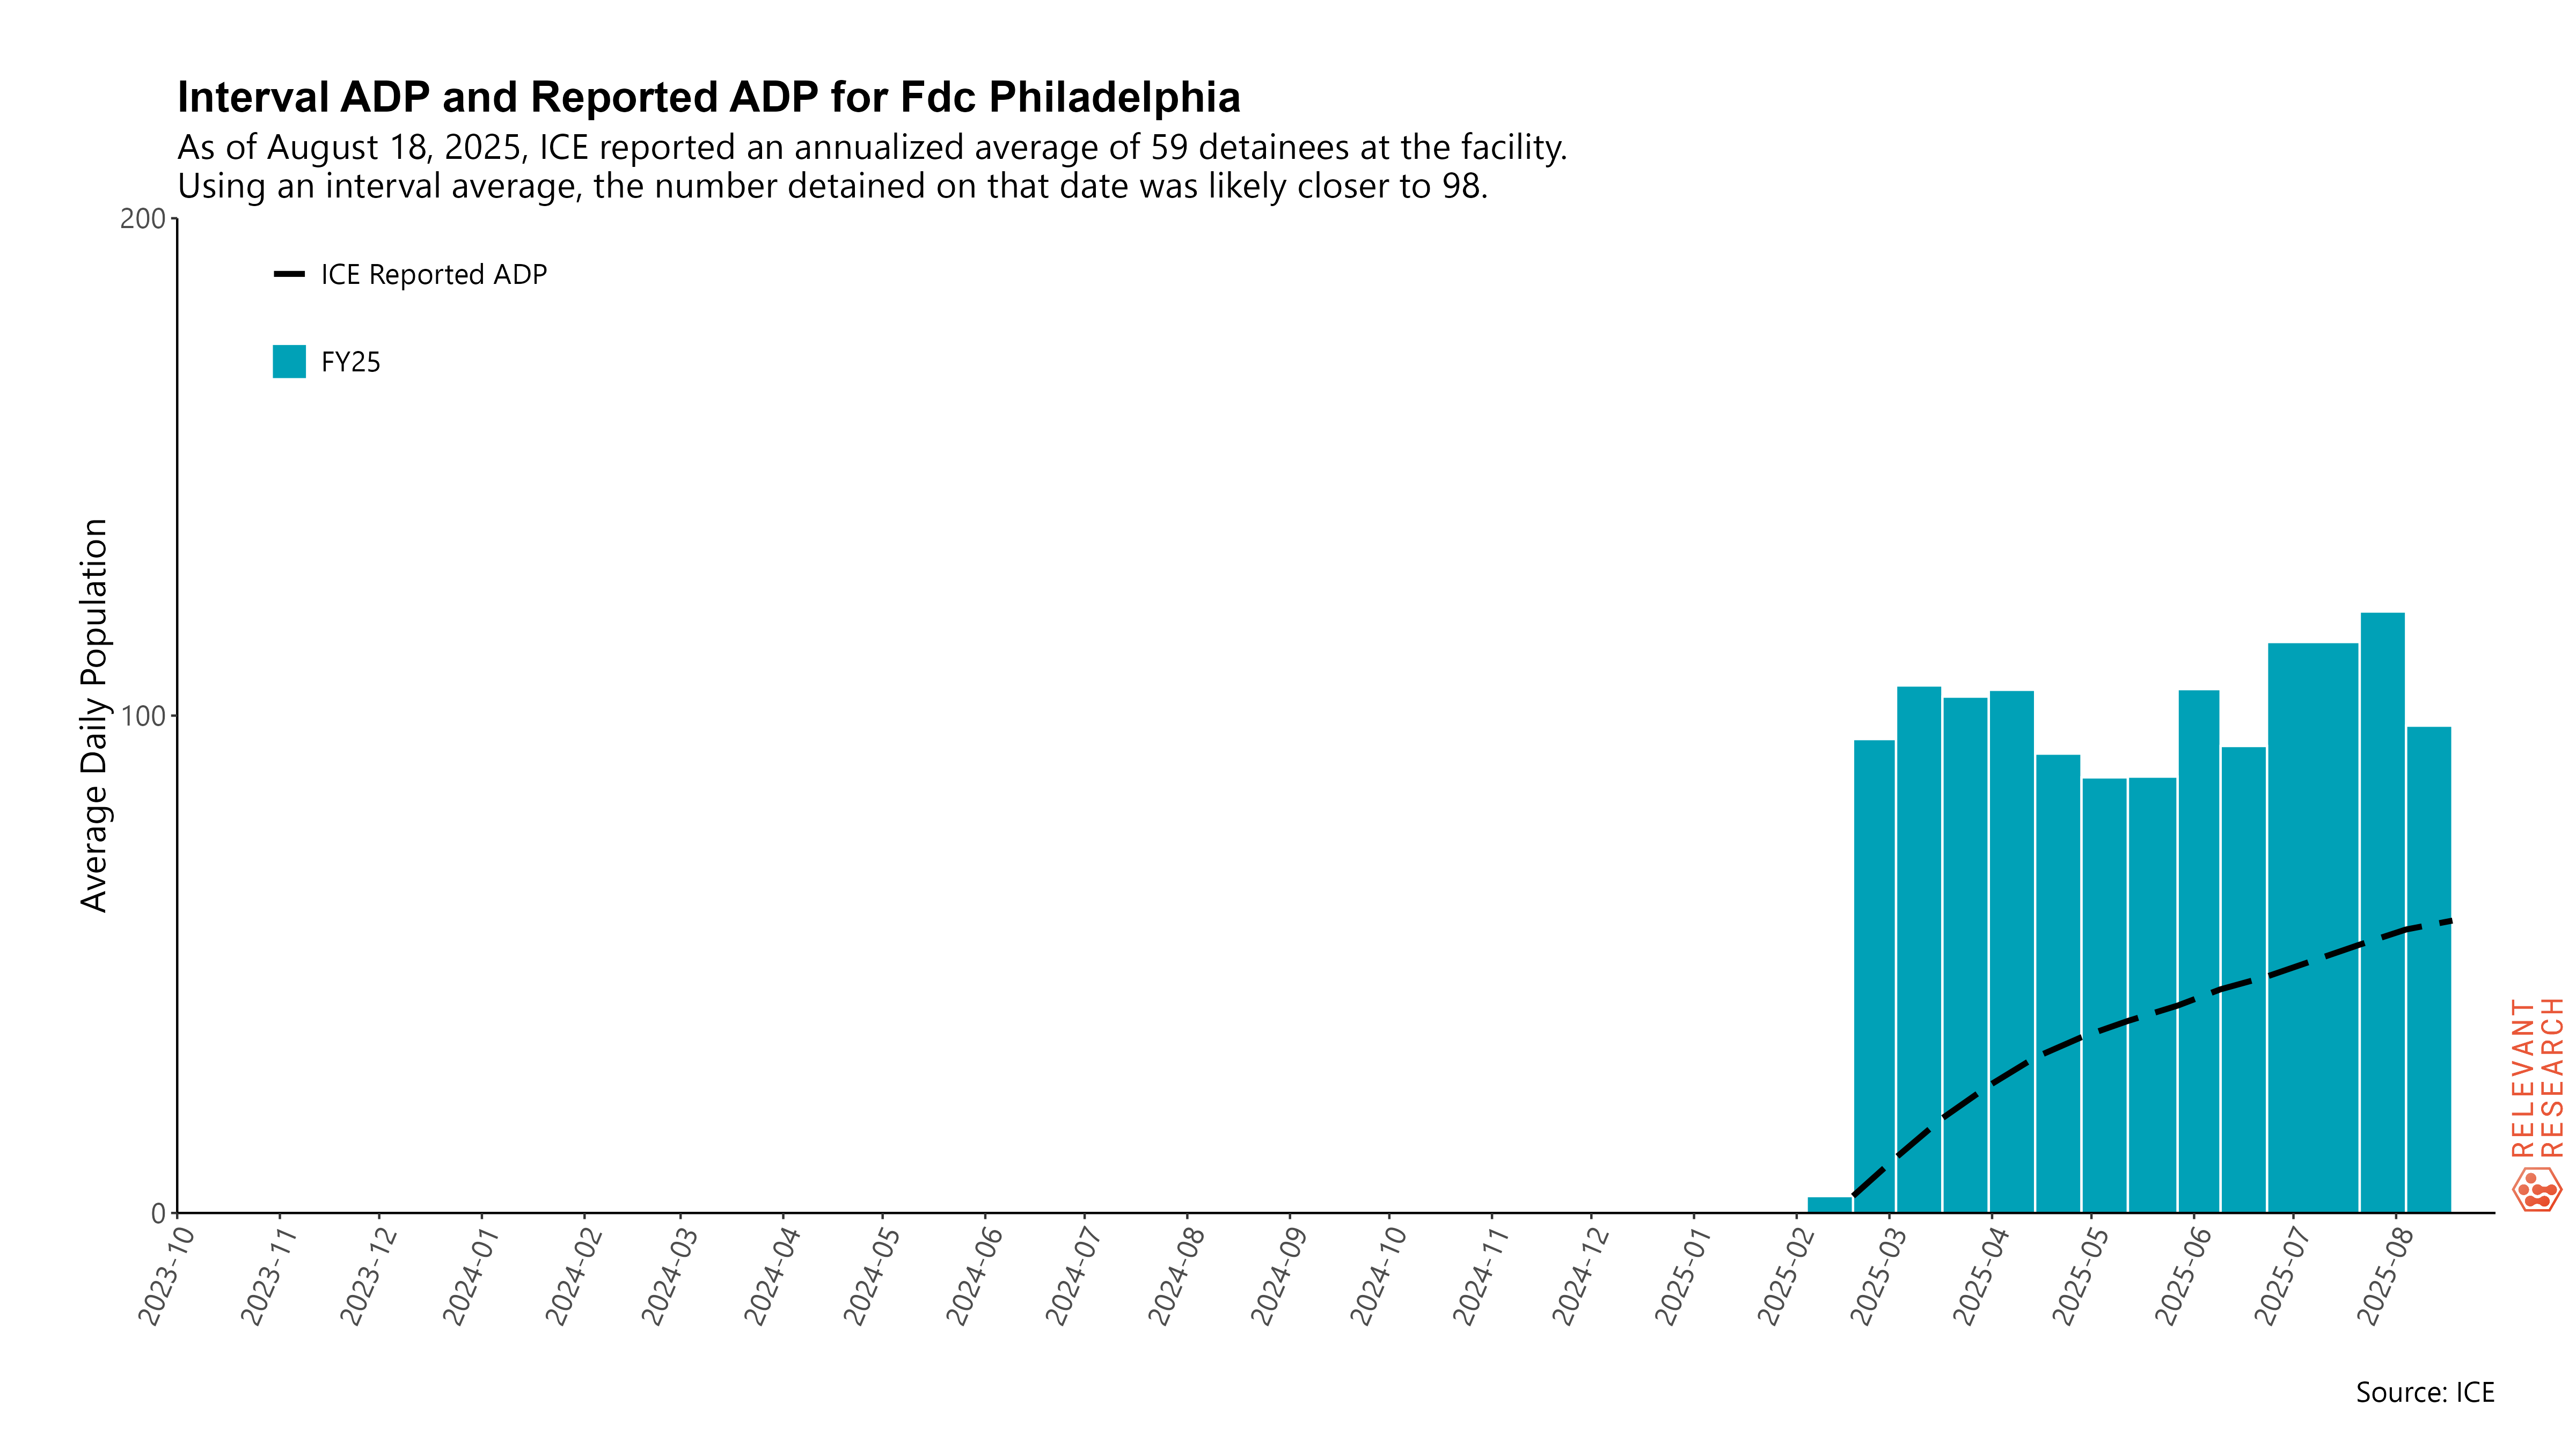 Interval ADP and Reported ADP for Fdc Philadelphia
As of August 18, 2025, ICE reported an annualized average of 59 detainees at the facility.
Using an interval average, the number detained on that date was likely closer to 98.
200
ICE Reported ADP
FY25
Average Daily Population
100
0
2023-10
2023-11
2023-12
2024-01
2024-02
2024-03
2024-04
2024-05
2024-06
2024-07
2024-08
2024-09
2024-10
2024-11
2024-12
2025-01
2025-02
2025-03
2025-04
2025-05
2025-06
2025-07
2025-08
RELEVANT
RESEARCH
Source: ICE